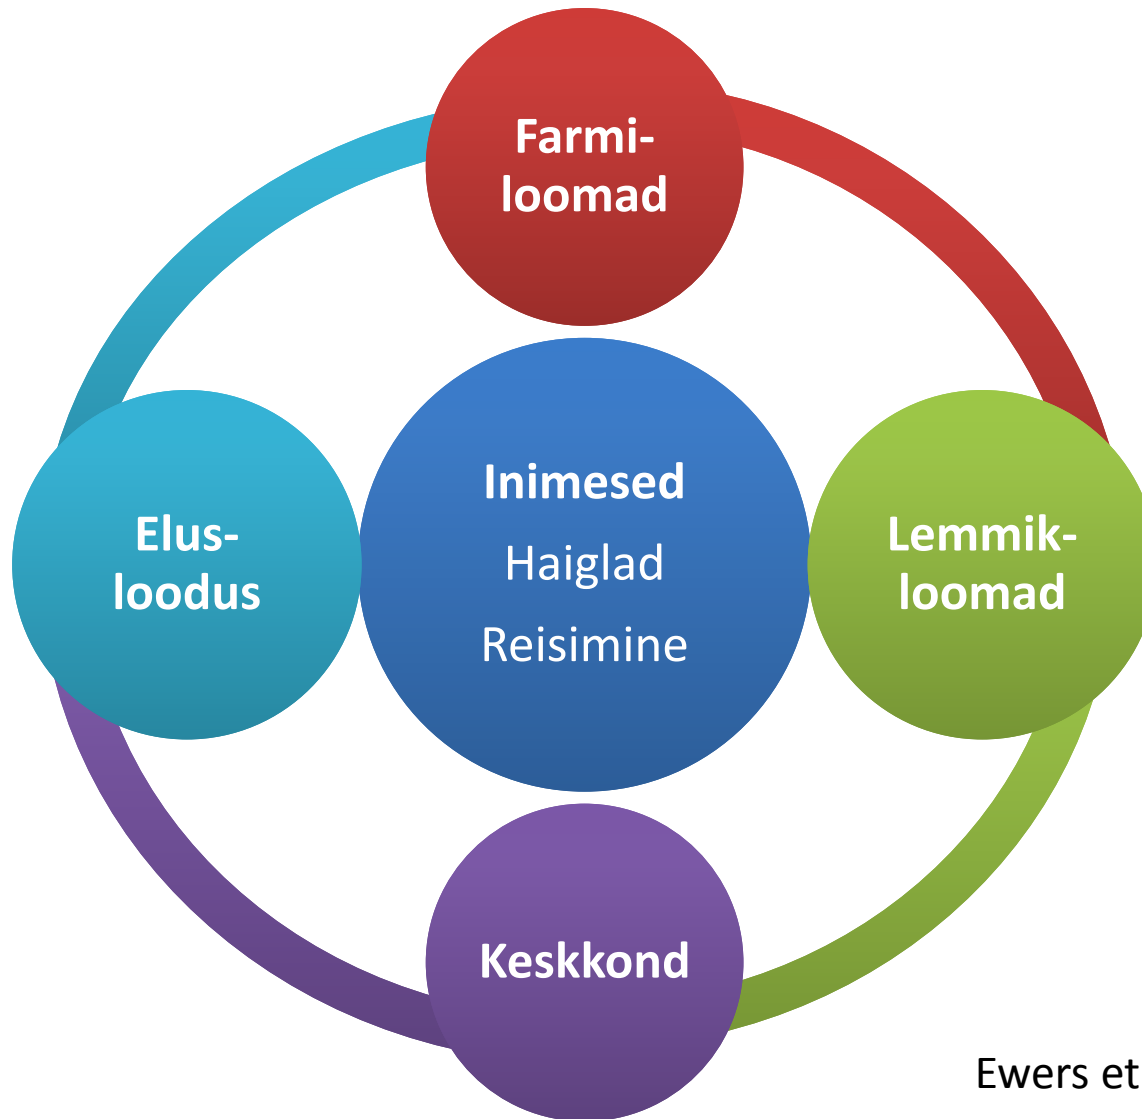 Farmi-
loomad
Inimesed
Haiglad
Reisimine
Elus-
loodus
Lemmik-
loomad
Keskkond
Ewers et